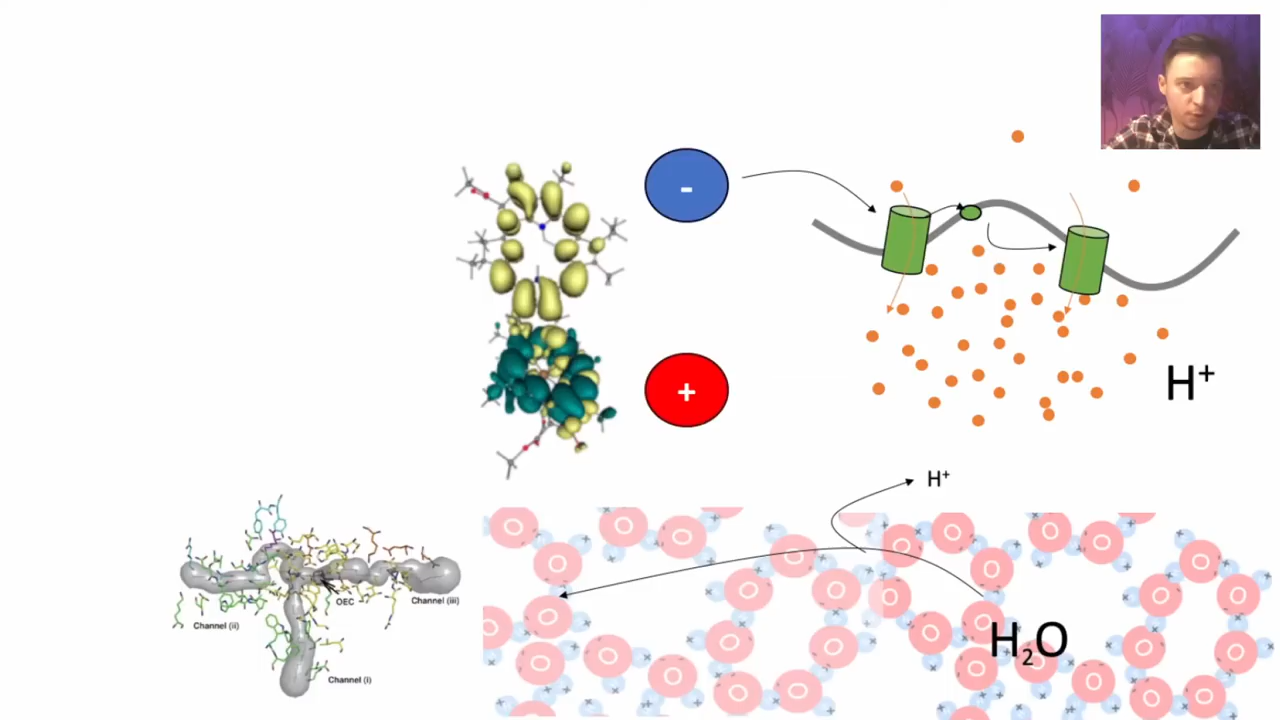 -
+
H⁺
H⁺
OEC
Channel (ii)
Channel (iii)
Channel (i)
H₂O